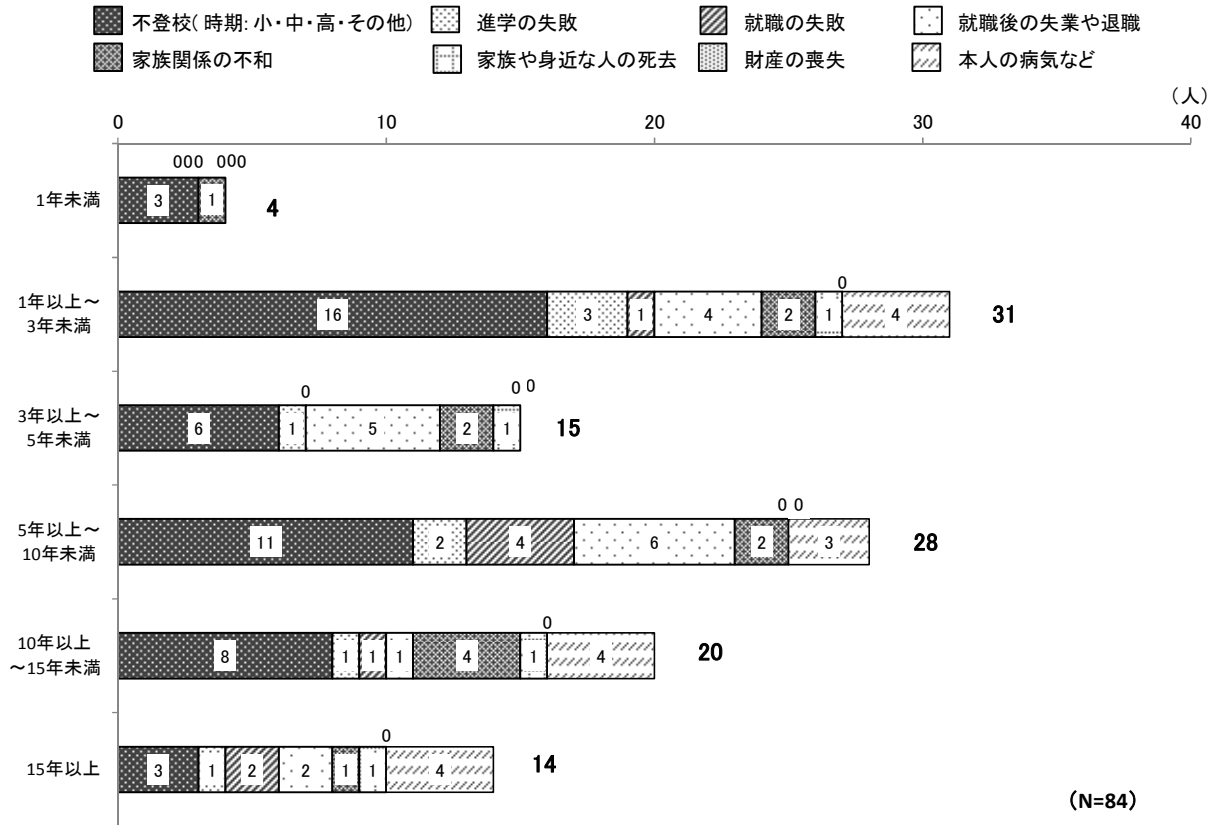 不登校( 時期: 小・中・高・その他) 進学の失敗 就職の失敗 就職後の失業や退職
家族関係の不和 家族や身近な人の死去 財産の喪失 本人の病気など
（人）
0 10 20 30 40
000 000
1年未満 3 1 4
0
1年以上～
3年未満
16 3 1 4 2 1 4 31
0 0 0
3年以上～
5年未満
6 1 5 2 1 15
0 0
5年以上～
10年未満
11 2 4 6 2 3 28
0
10年以上
～15年未満
8 1 1 1 4 1 4 20
0
15年以上 3 1 2 2 1 1 4 14
（N=84）